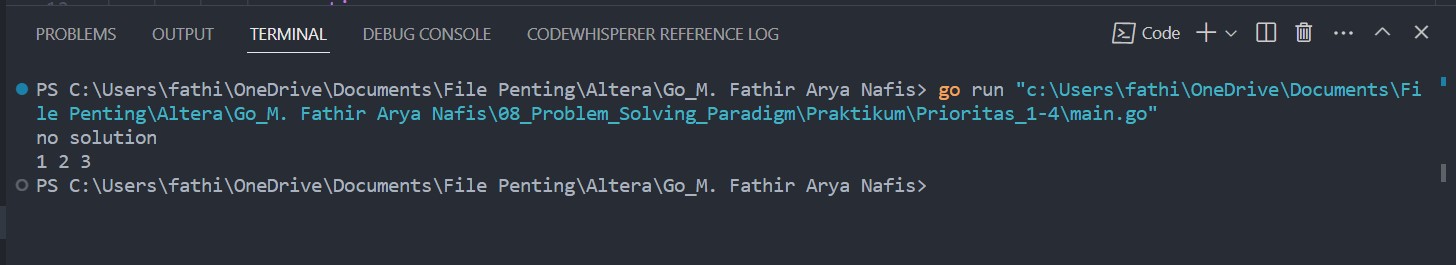 PROBLEMS OUTPUT TERMINAL DEBUG CONSOLE CODEWHISPERER REFERENCE LOG Code
PS C:\Users\fathi\OneDrive\Documents\File Penting\Altera\Go_M. Fathir Arya Nafis> go run "c:\Users\fathi\OneDrive\Documents\Fi
le Penting\Altera\Go_M. Fathir Arya Nafis\08_Problem_Solving_Paradigm\Praktikum\Prioritas_1-4\main.go"
no solution
1 2 3
PS C:\Users\fathi\OneDrive\Documents\File Penting\Altera\Go_M. Fathir Arya Nafis>